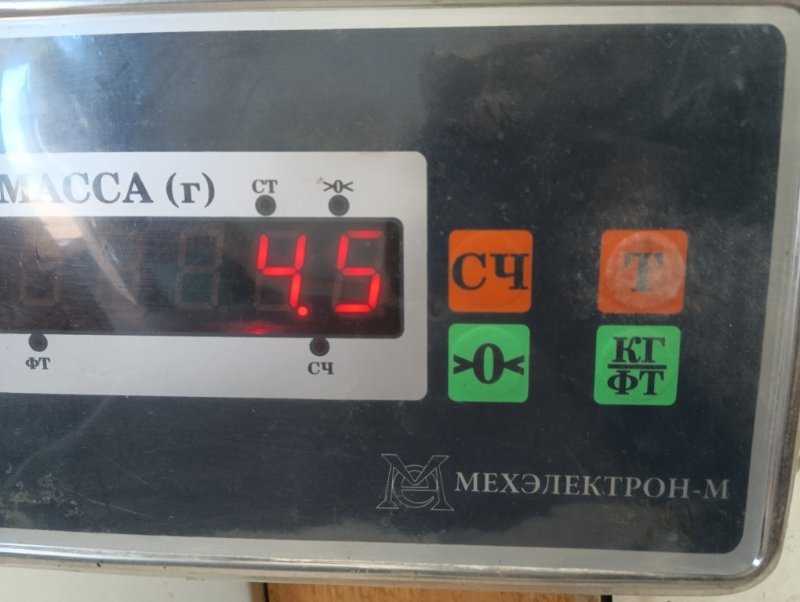 МАССА (г)
СТ
>0<
4.5
ФТ
СЧ
СЧ
Т
>0<
КГ
ФТ
МЕХЭЛЕКТРОН-М